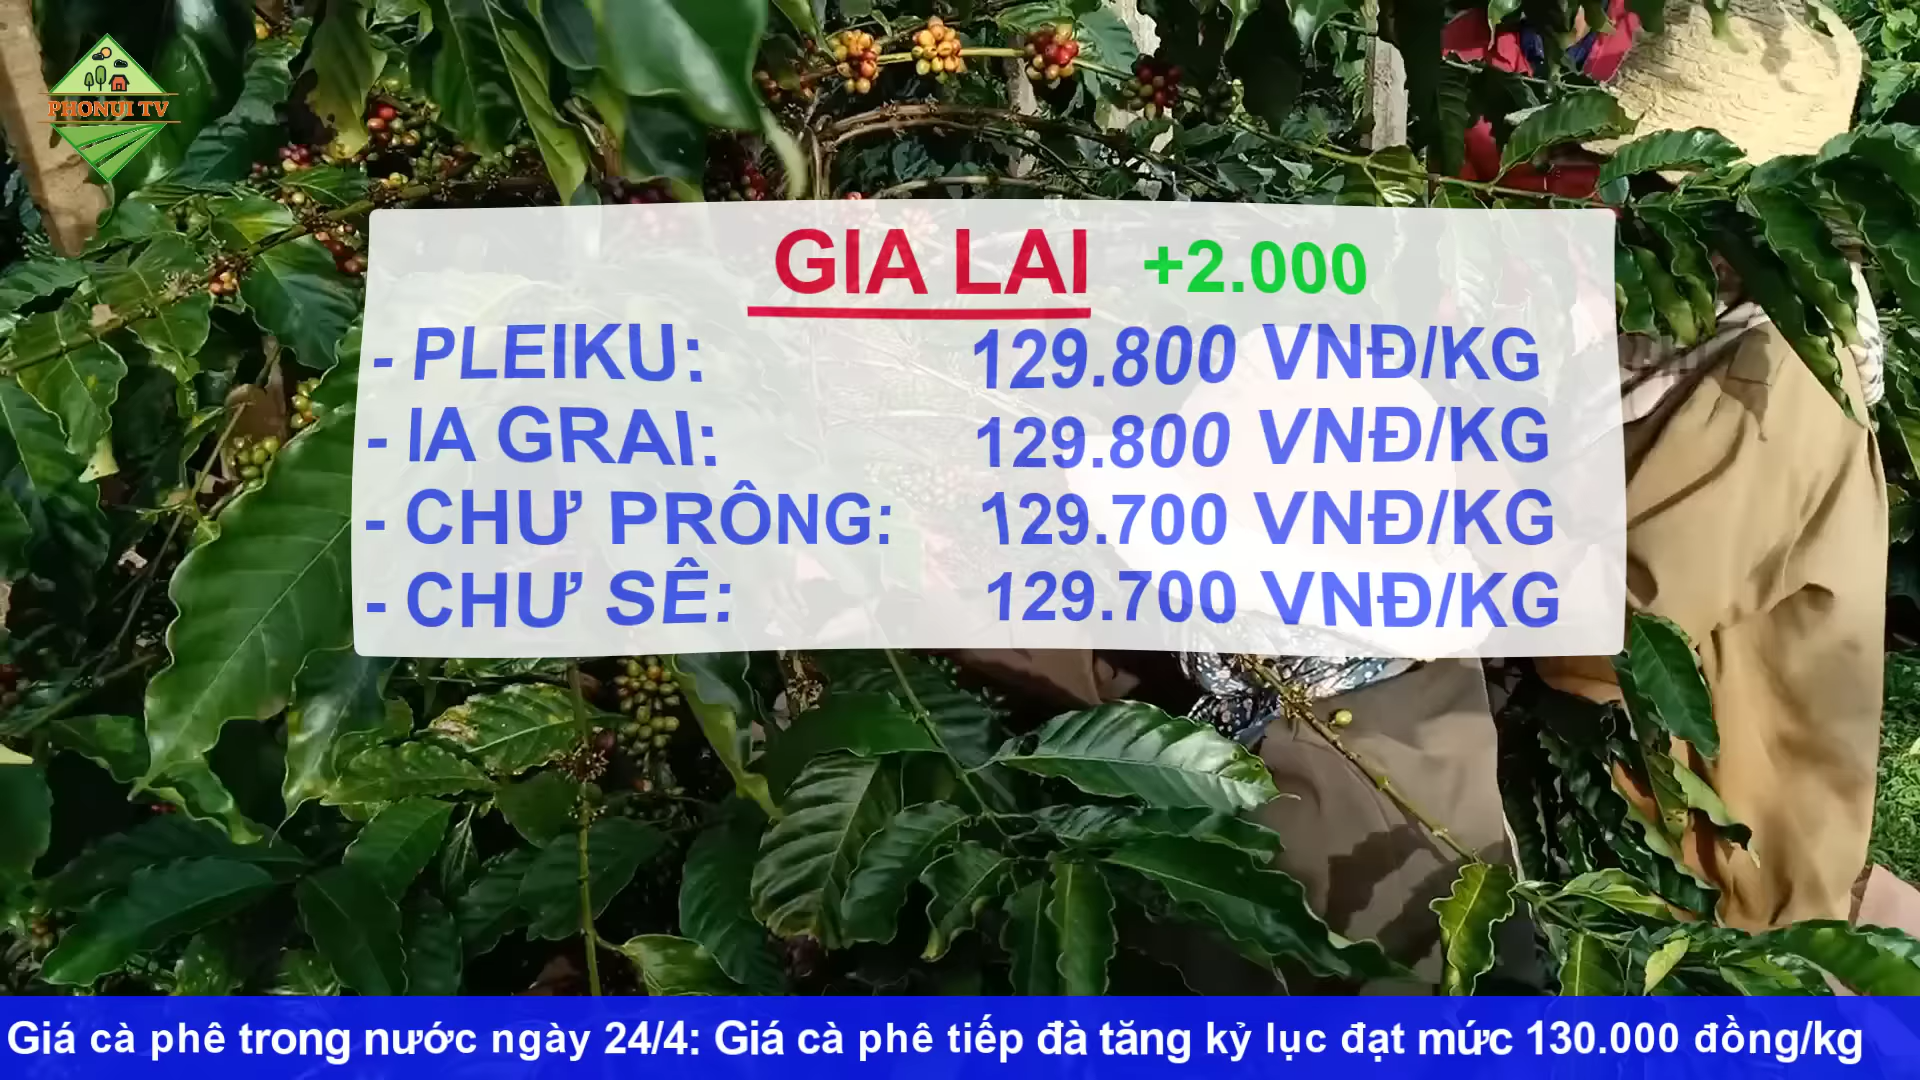 PHONUI TV
GIA LAI +2.000
- PLEIKU: 129.800 VNĐ/KG
- IA GRAI: 129.800 VNĐ/KG
- CHƯ PRÔNG: 129.700 VNĐ/KG
- CHƯ SÊ: 129.700 VNĐ/KG
Giá cà phê trong nước ngày 24/4: Giá cà phê tiếp đà tăng kỷ lục đạt mức 130.000 đồng/kg